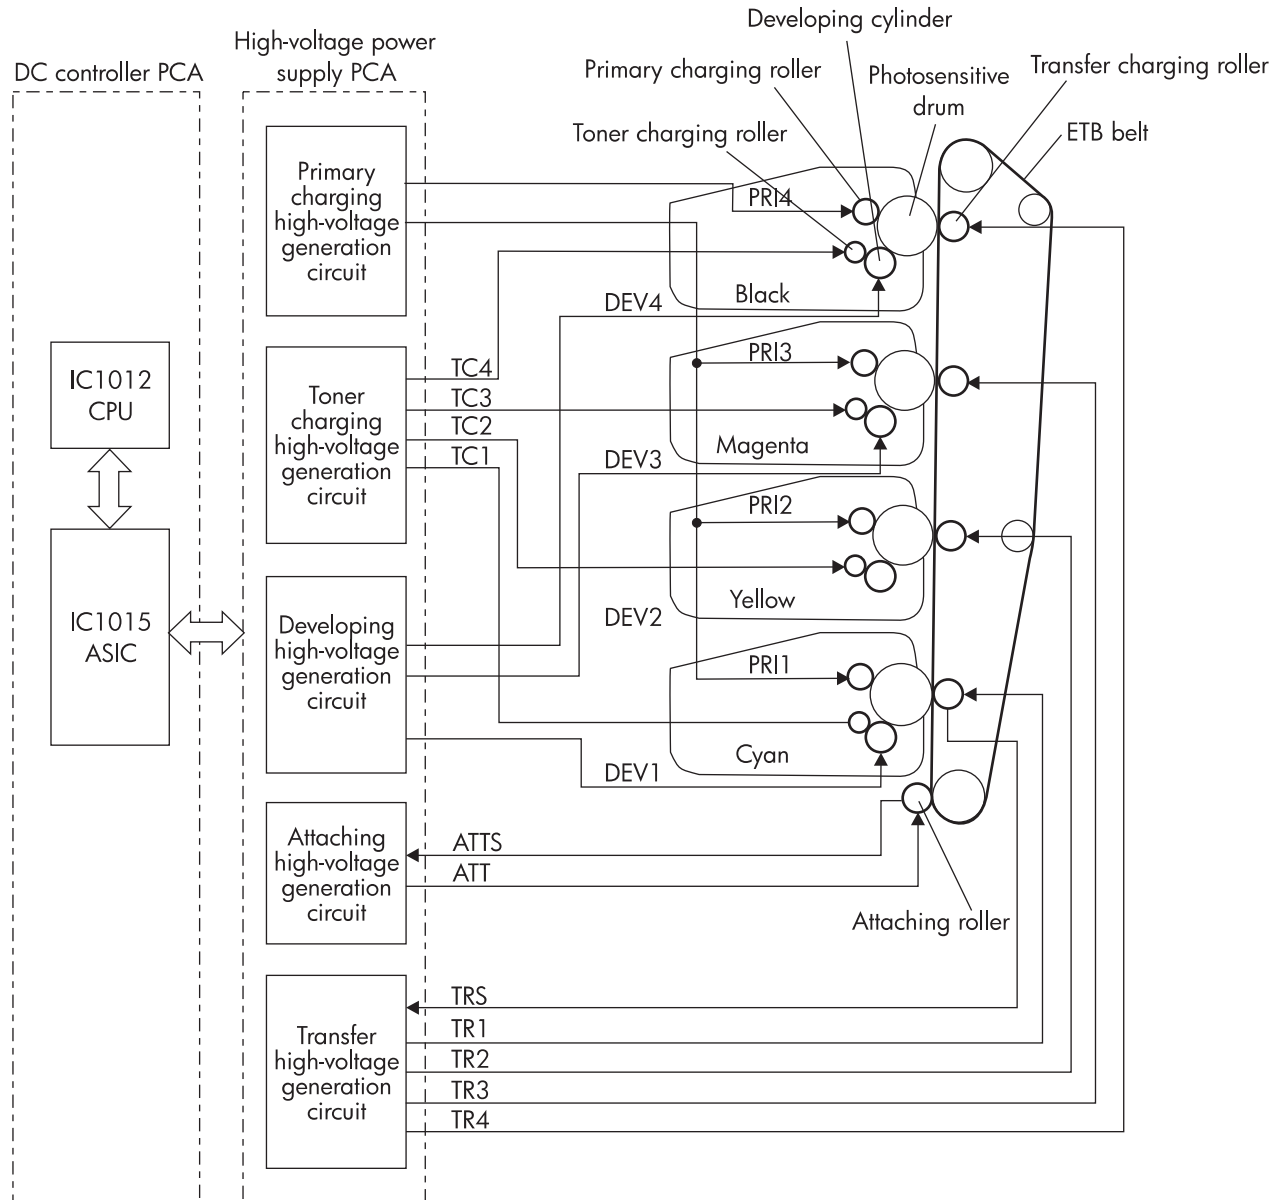 Developing cylinder
High-voltage power
supply PCA
DC controller PCA
Primary charging roller
Photosensitive
drum
Transfer charging roller
Toner charging roller
ETB belt
Primary
charging
high-voltage
generation
circuit
PRI4
Black
DEV4
IC1012
CPU
Toner
charging
high-voltage
generation
circuit
TC4
TC3
TC2
TC1
PRI3
Magenta
DEV3
PRI2
Yellow
DEV2
IC1015
ASIC
Developing
high-voltage
generation
circuit
PRI1
Cyan
DEV1
Attaching
high-voltage
generation
circuit
ATTS
ATT
Attaching roller
Transfer
high-voltage
generation
circuit
TRS
TR1
TR2
TR3
TR4